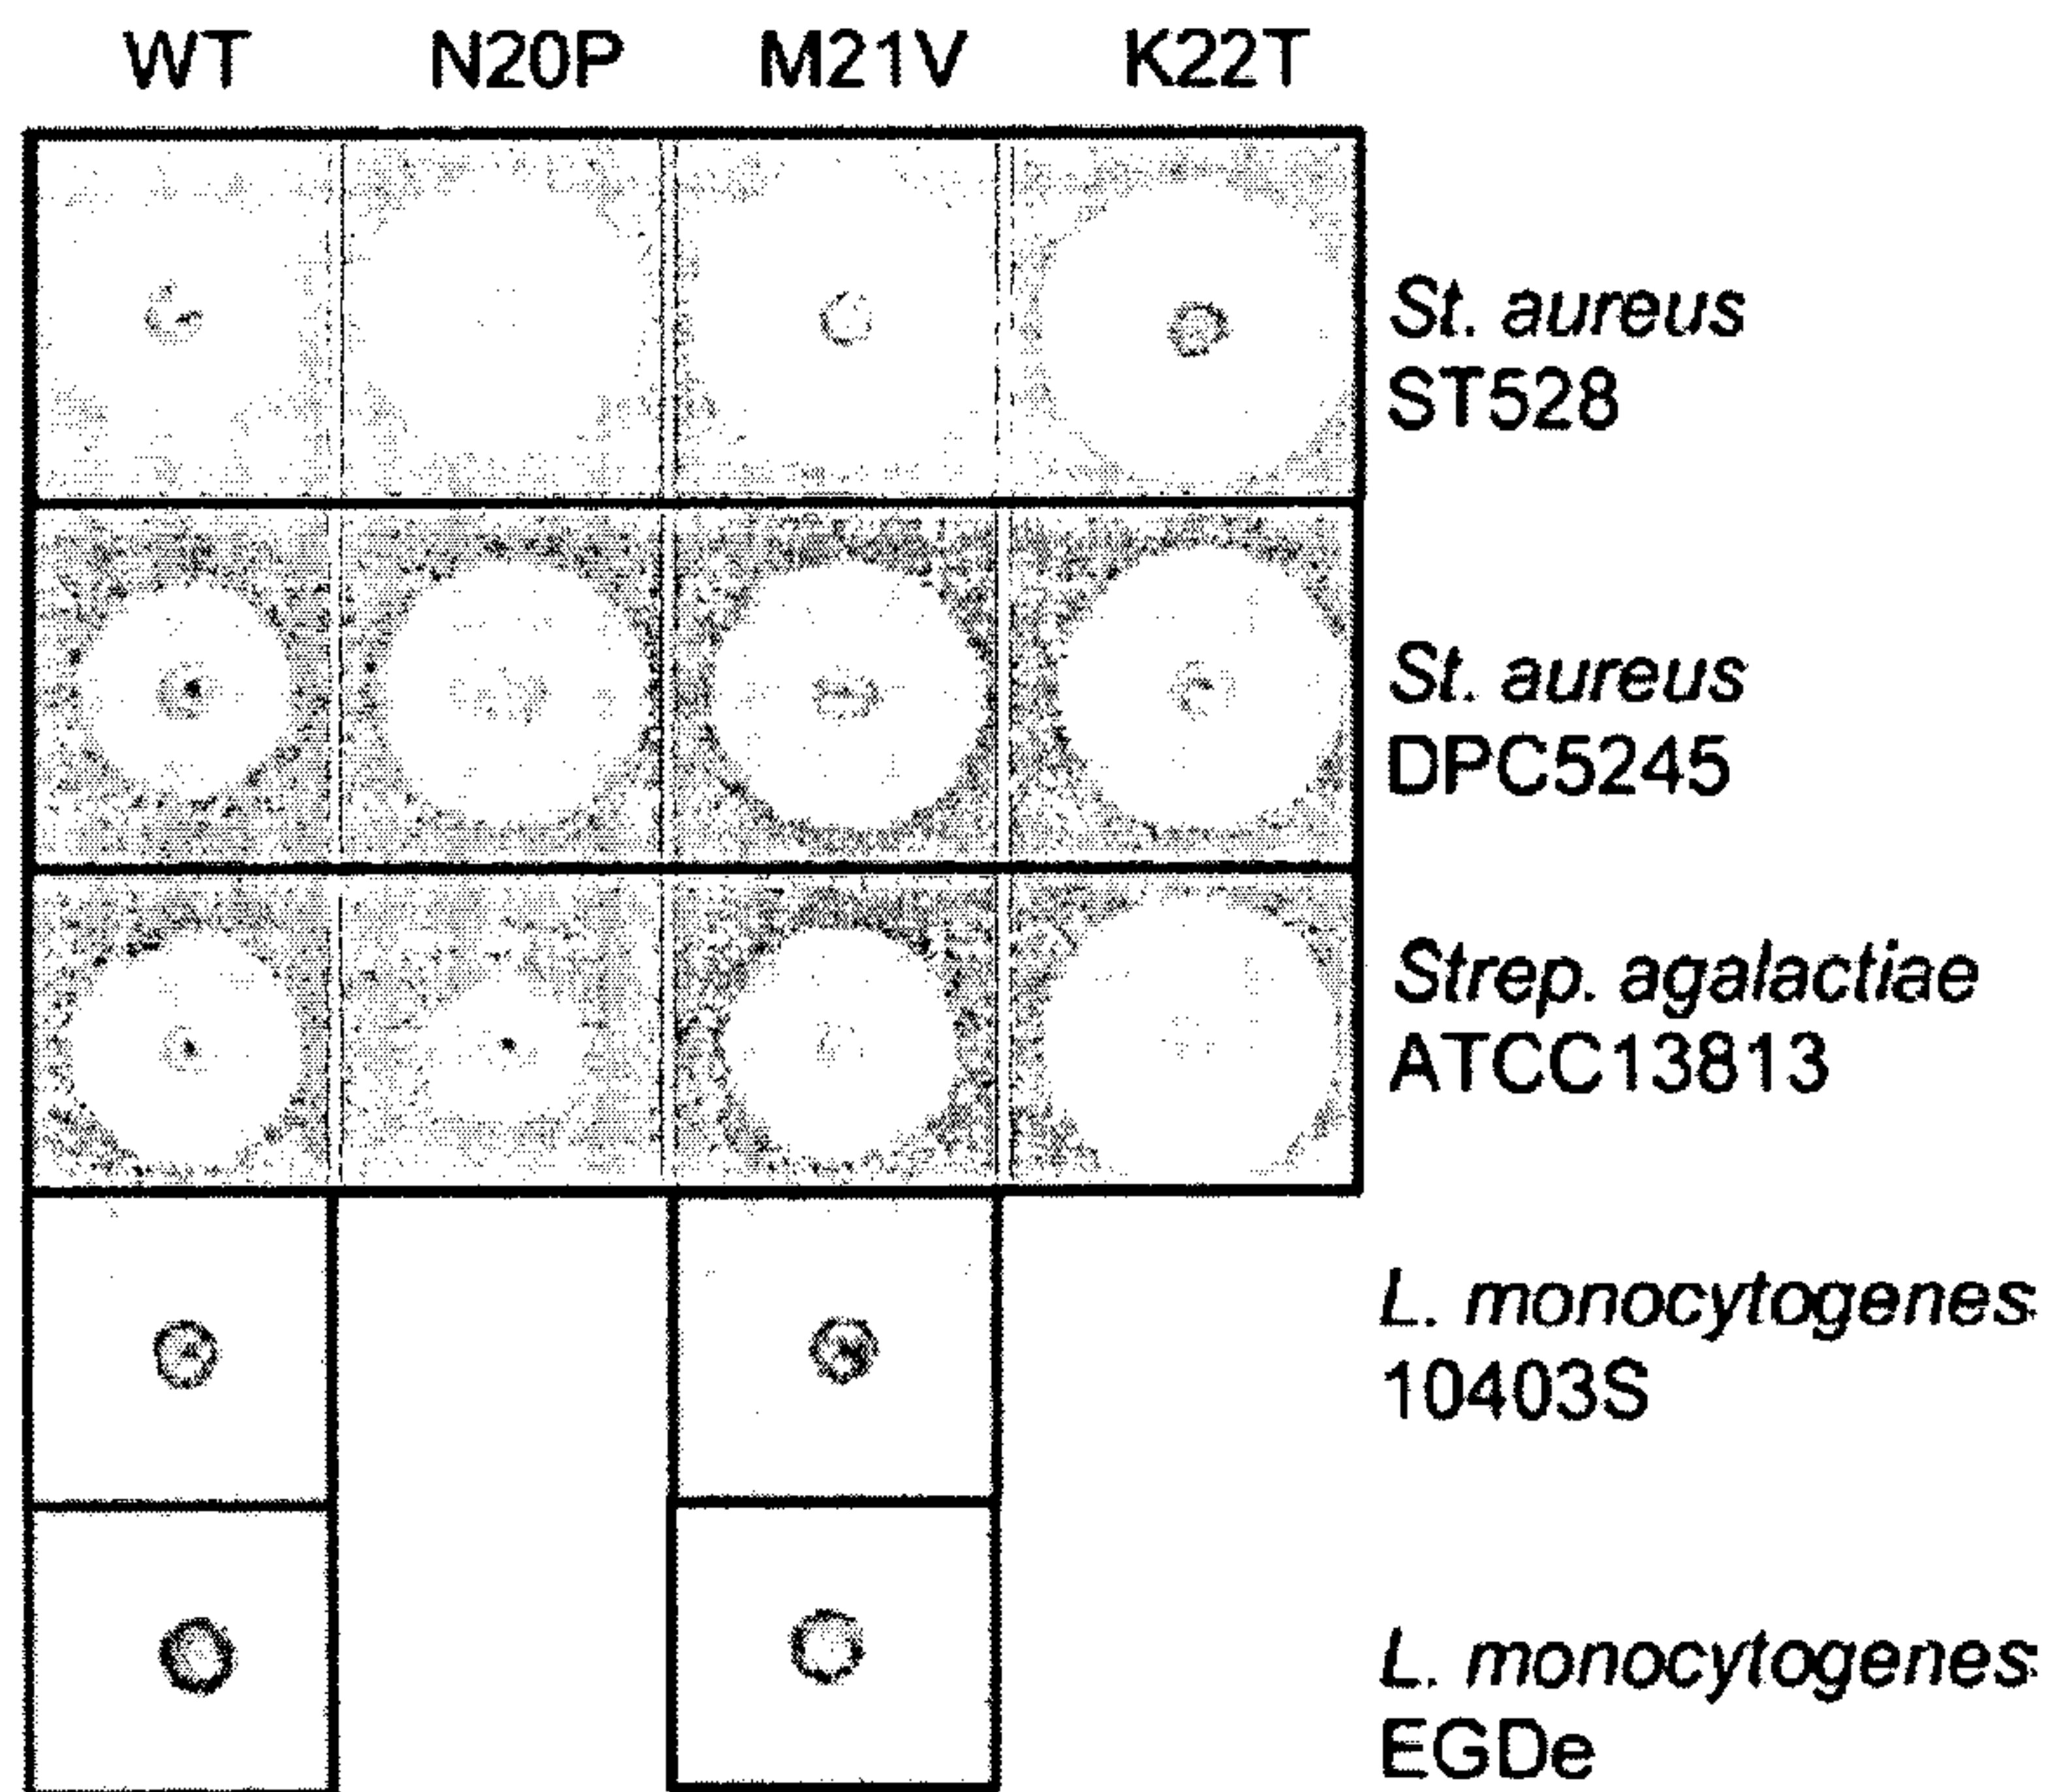 WT N20P M21V K22T
St. aureus
ST528
St. aureus
DPC5245
Strep. agalactiae
ATCC13813
L. monocytogenes
10403S
L. monocytogenes
EGDe